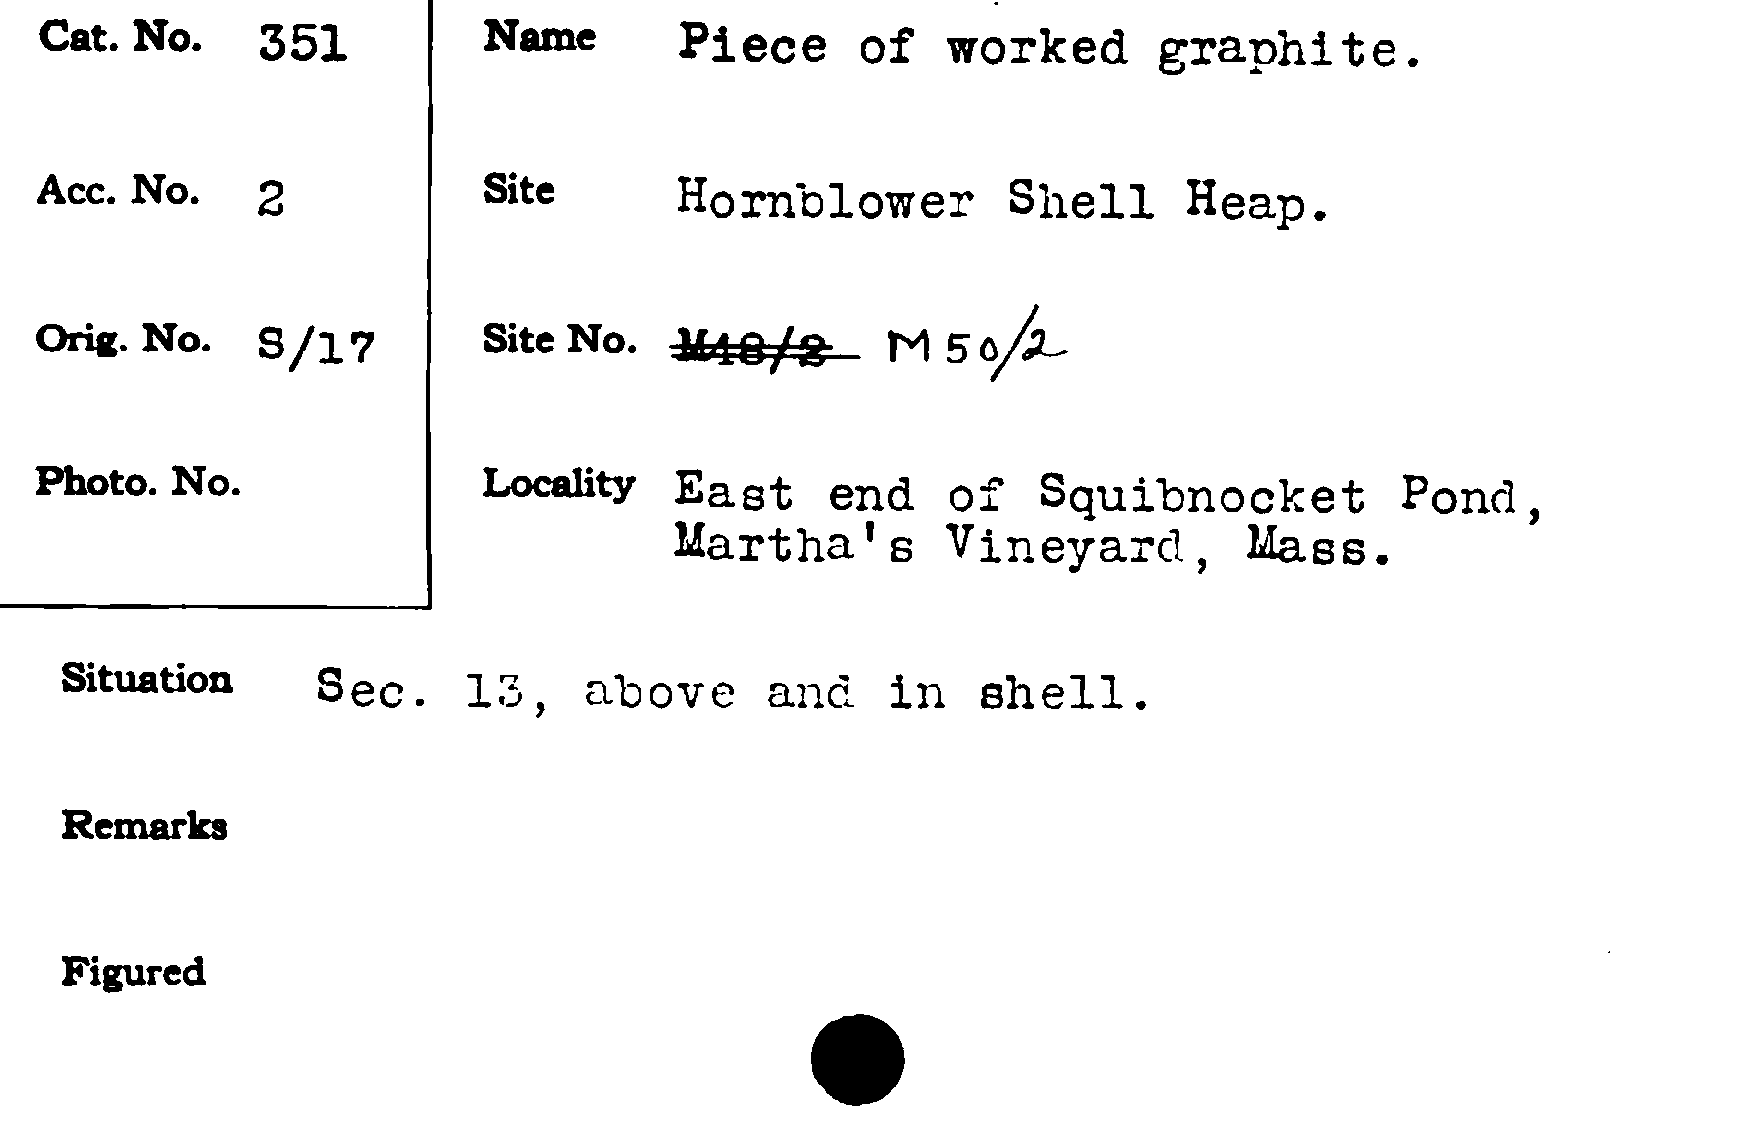 Cat. No. 351
Name Piece of worked graphite.
Acc. No. 2
Site Hornblower Shell Heap.
Orig. No. S/17
Site No. M48/2 M50/2
Photo. No.
Locality East end of Squibnocket Pond,
Martha's Vineyard, Mass.
Situation Sec. 13, above and in shell.
Remarks
Figured